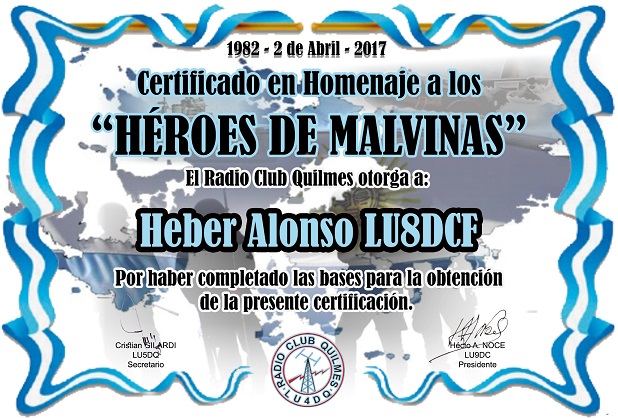 1982 - 2 de Abril - 2017
Certificado en Homenaje a los
“HÉROES DE MALVINAS”
El Radio Club Quilmes otorga a:
Heber Alonso LU8DCF
Por haber completado las bases para la obtención
de la presente certificación.
Cristian GILARDI
LU5DQ
Secretario
RADIO CLUB QUILMES
LU4DQ
Hécto A. NOCE
LU9DC
Presidente